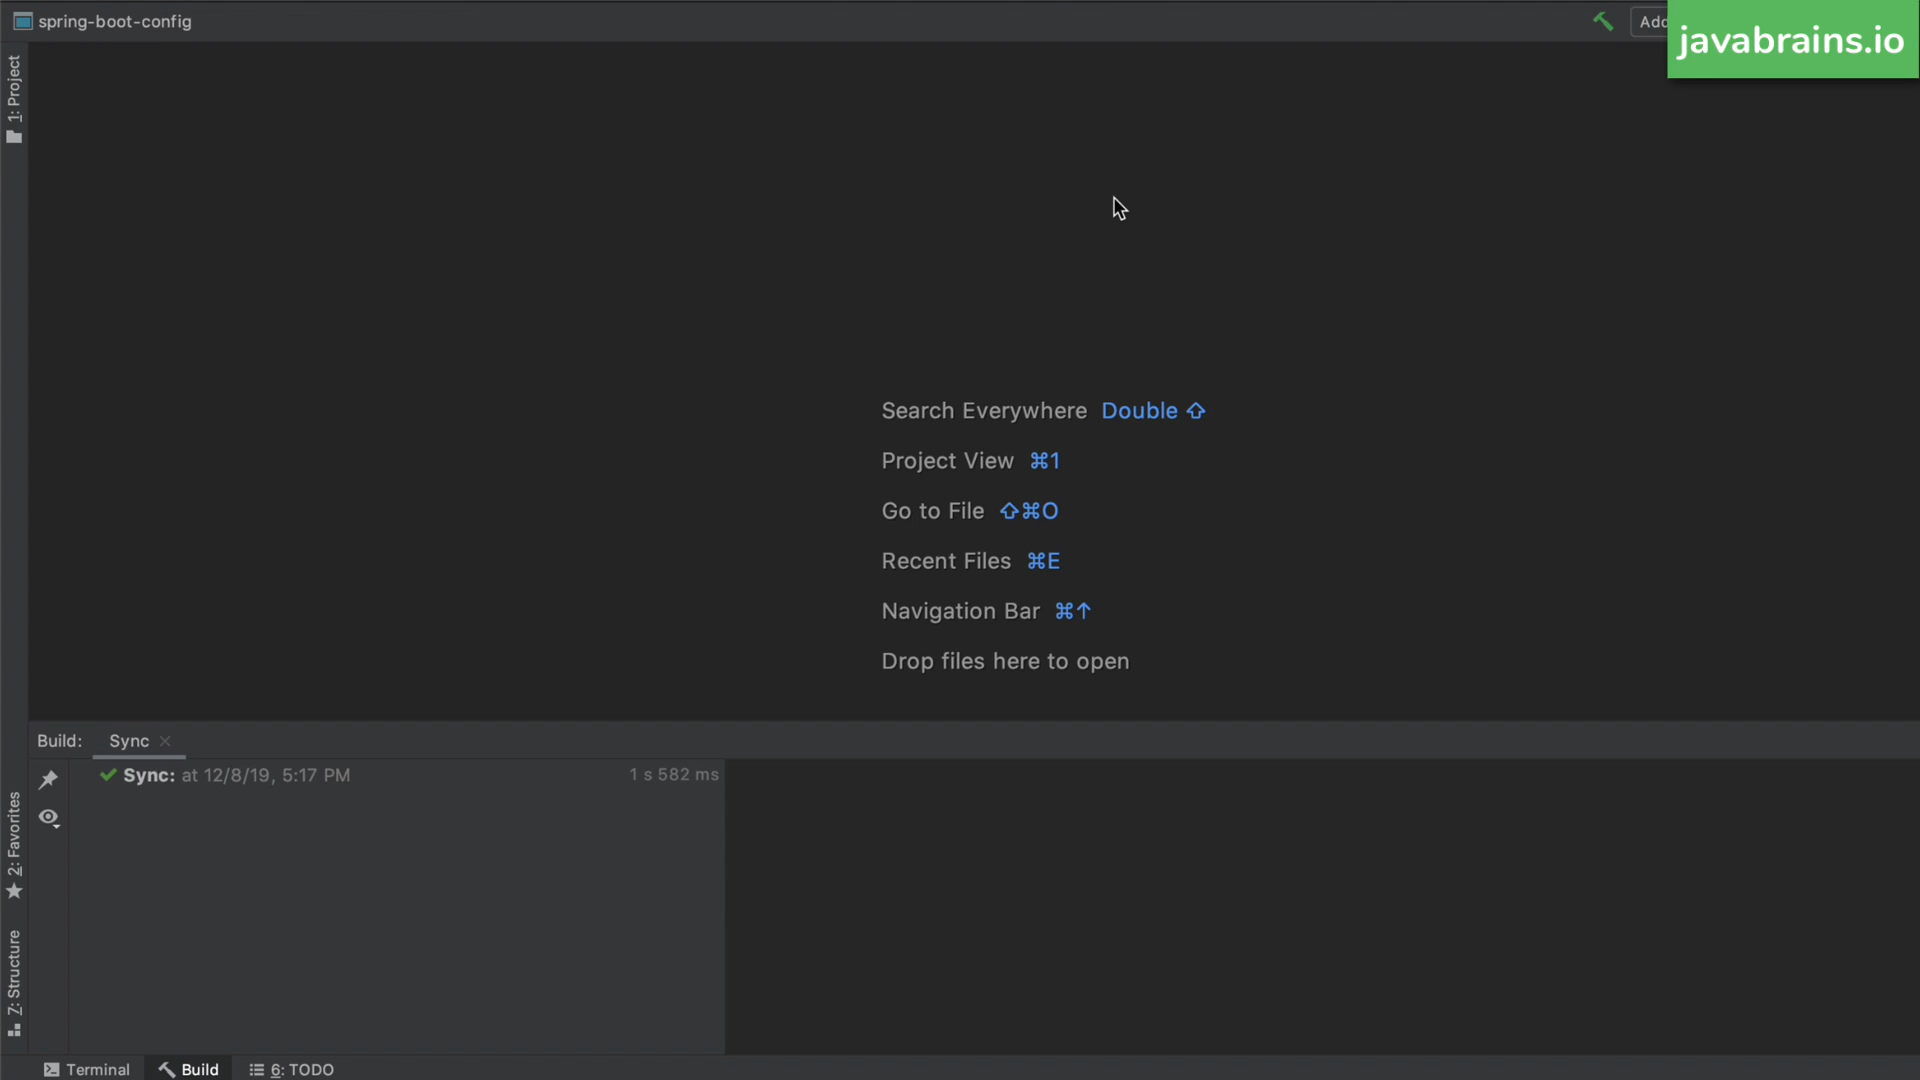 spring-boot-config
Add
javabrains.io
1: Project
Search Everywhere Double ⇧
Project View ⌘1
Go to File ⇧⌘O
Recent Files ⌘E
Navigation Bar ⌘↑
Drop files here to open
Build: Sync
Sync: at 12/8/19, 5:17 PM 1 s 582 ms
2: Favorites
Z: Structure
Terminal Build 6: TODO